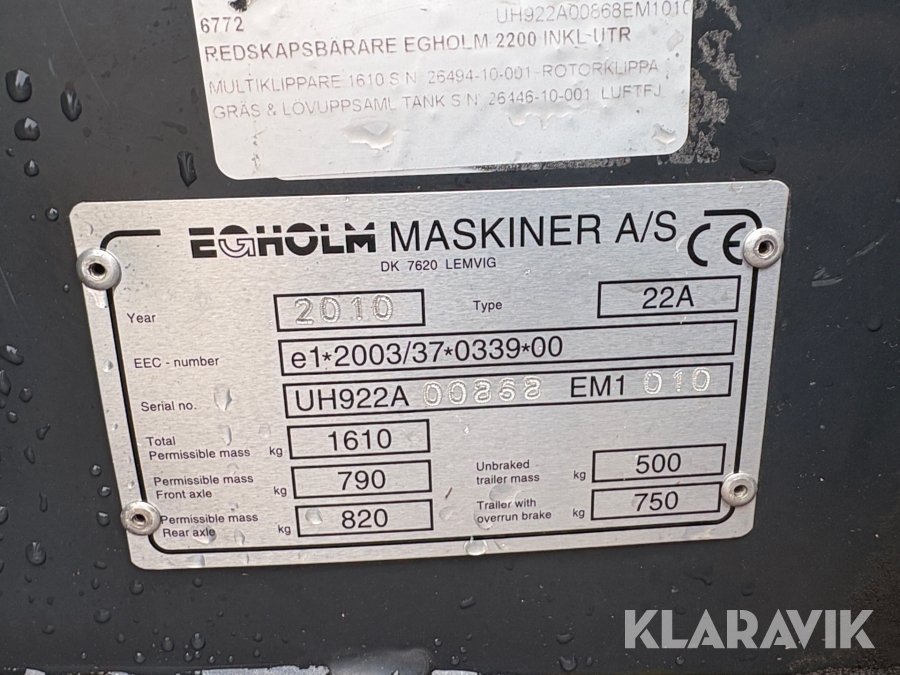 6772 UH922A00868EM1010
REDSKAPSBÄRARE EGHOLM 2200 INKL UTR
MULTIKLIPPARE 1610 S N 26494-10-001 ROTORKLIPPA
GRÄS & LÖVUPPSAML TANK S N 26446-10-001 LUFTFJ
EGHOLM MASKINER A/S CE
DK 7620 LEMVIG
Year 2010 Type 22A
EEC - number e1*2003/37*0339*00
Serial no. UH922A 00868 EM1 010
Total
Permissible mass kg 1610
Permissible mass
Front axle kg 790
Unbraked
trailer mass kg 500
Permissible mass
Rear axle kg 820
Trailer with
overrun brake kg 750
KLARAVIK